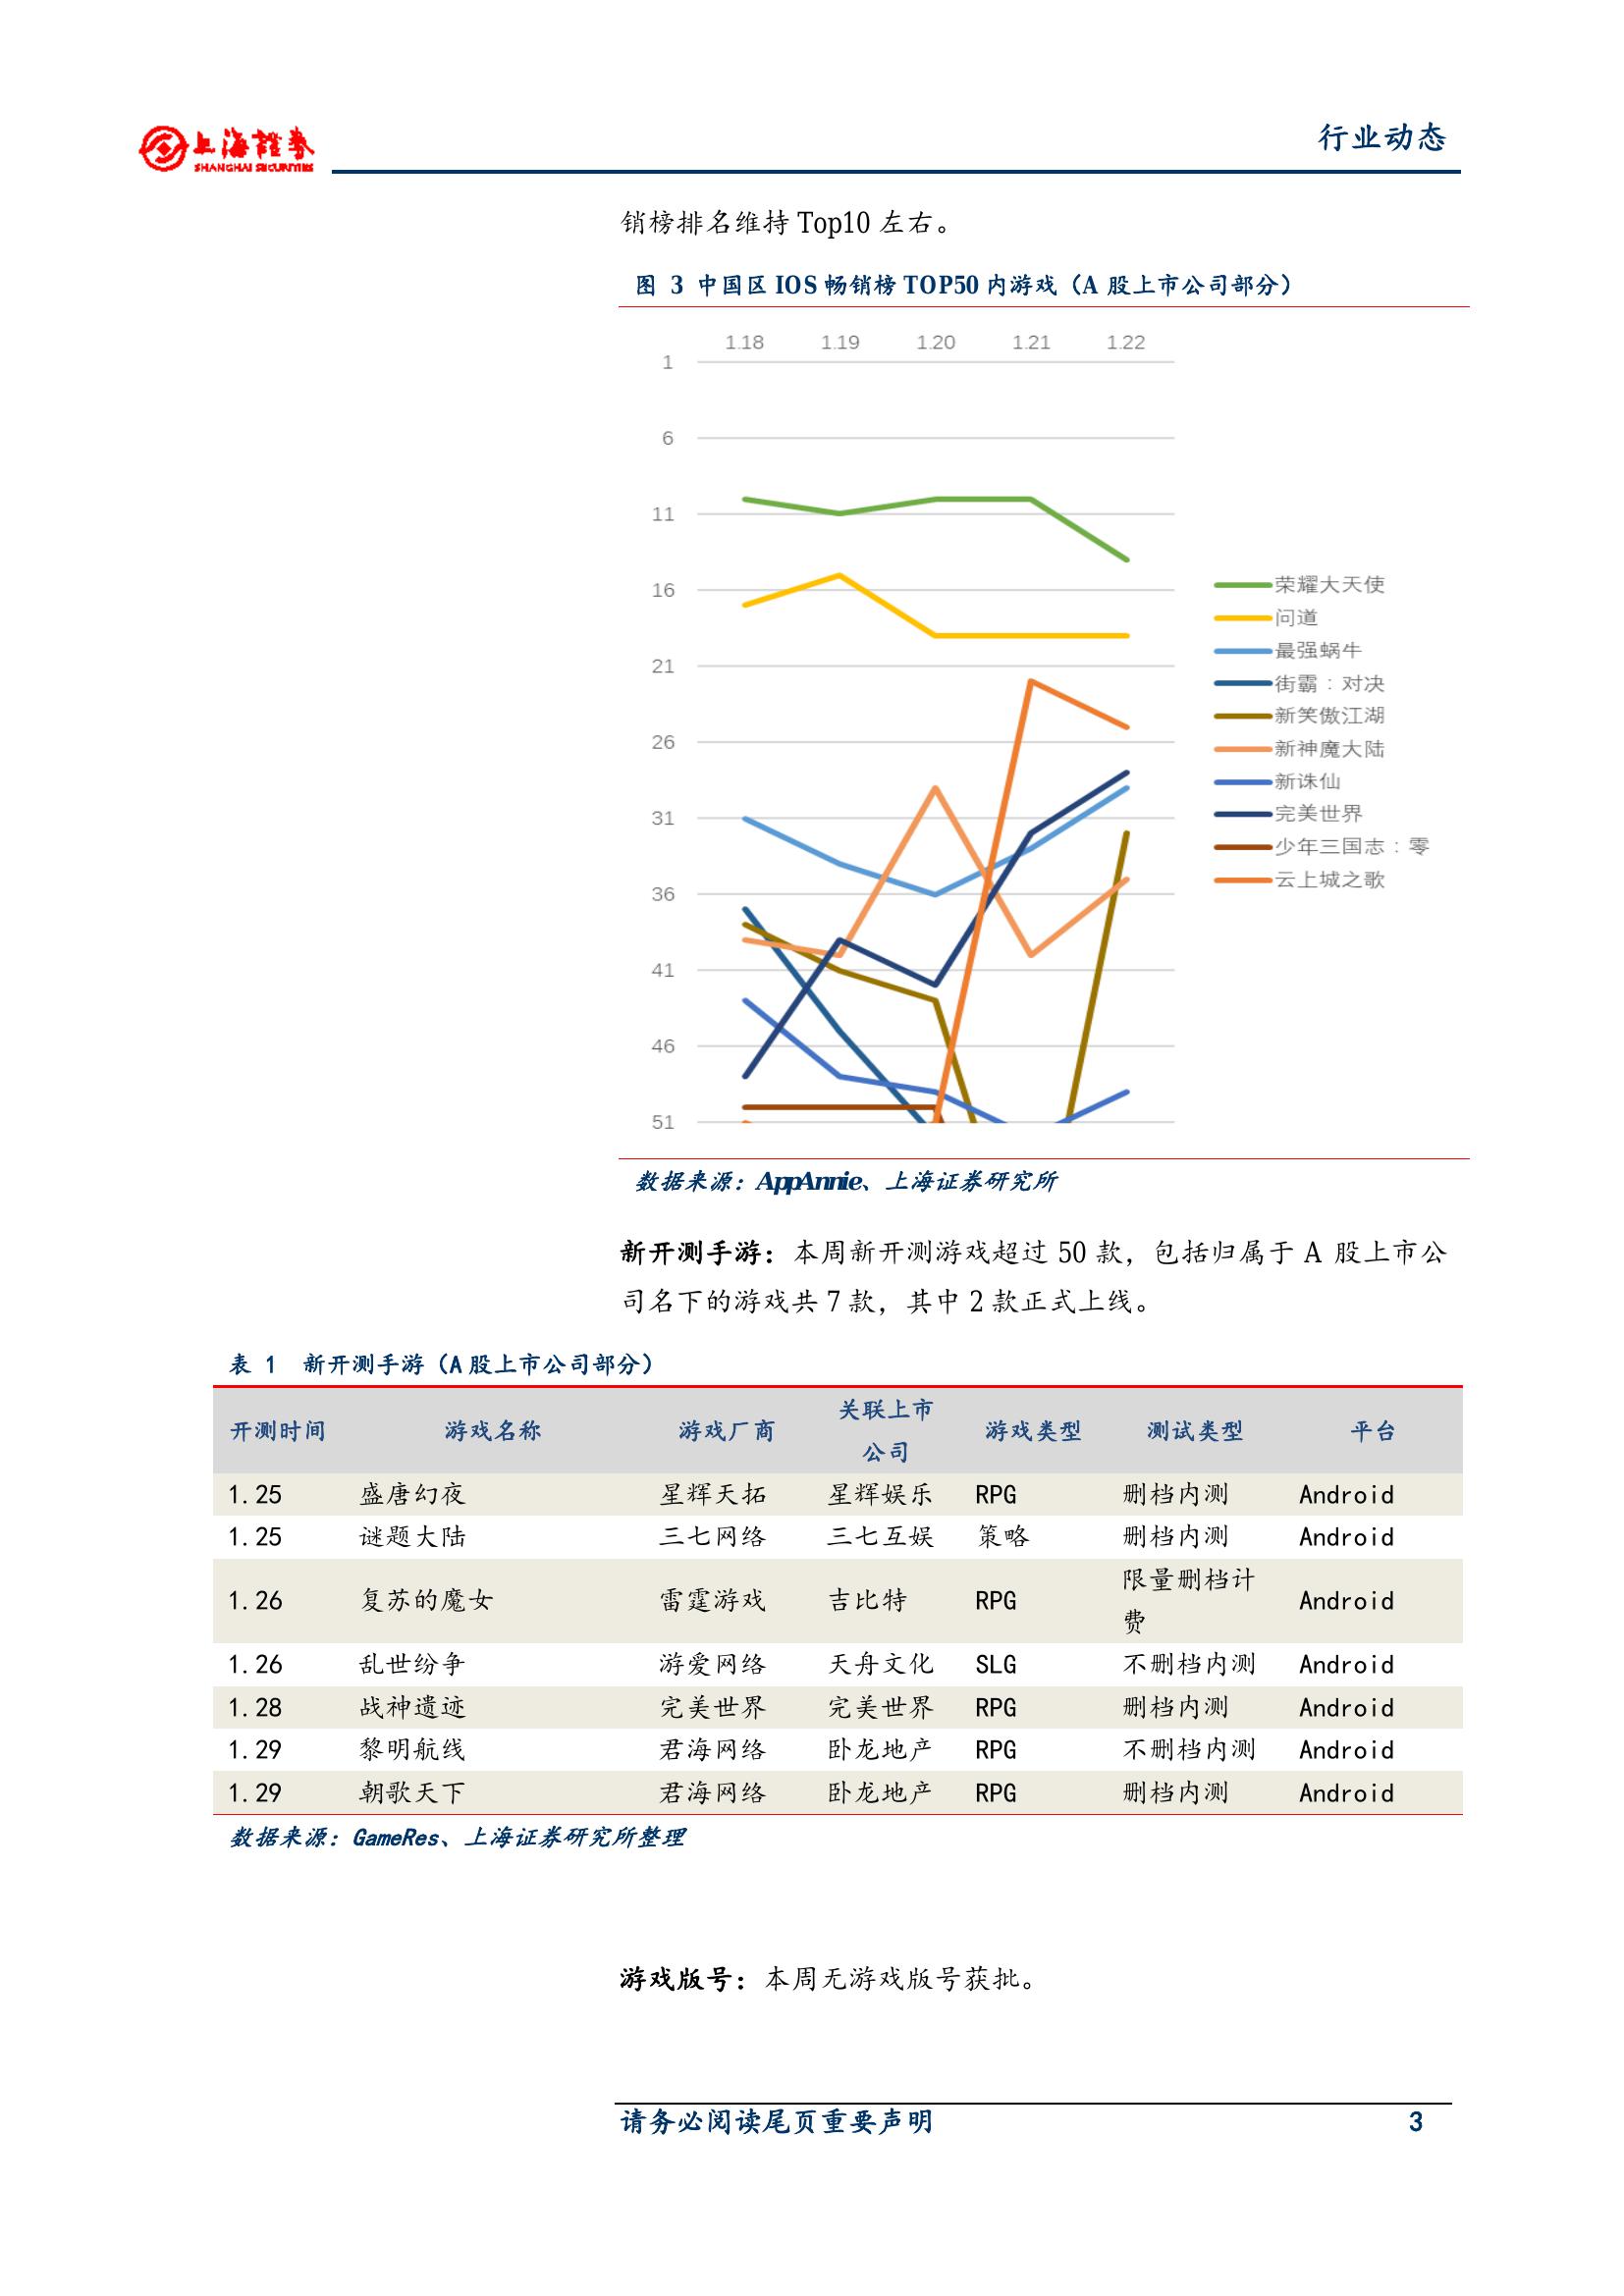 上海證券
SHANGHAI SECURITIES
行业动态
销榜排名维持 Top10 左右。
图 3 中国区 IOS 畅销榜 TOP50 内游戏（A 股上市公司部分）
1.18 1.19 1.20 1.21 1.22
1
6
11
16
21
26
31
36
41
46
51
荣耀大天使
问道
最强蜗牛
街霸：对决
新笑傲江湖
新神魔大陆
新诛仙
完美世界
少年三国志：零
云上城之歌
数据来源：AppAnnie、上海证券研究所
新开测手游：本周新开测游戏超过 50 款，包括归属于 A 股上市公
司名下的游戏共 7 款，其中 2 款正式上线。
表 1 新开测手游（A 股上市公司部分）
开测时间 游戏名称 游戏厂商 关联上市公司 游戏类型 测试类型 平台
1.25 盛唐幻夜 星辉天拓 星辉娱乐 RPG 删档内测 Android
1.25 谜题大陆 三七网络 三七互娱 策略 删档内测 Android
1.26 复苏的魔女 雷霆游戏 吉比特 RPG 限量删档计费 Android
1.26 乱世纷争 游爱网络 天舟文化 SLG 不删档内测 Android
1.28 战神遗迹 完美世界 完美世界 RPG 删档内测 Android
1.29 黎明航线 君海网络 卧龙地产 RPG 不删档内测 Android
1.29 朝歌天下 君海网络 卧龙地产 RPG 删档内测 Android
数据来源：GameRes、上海证券研究所整理
游戏版号：本周无游戏版号获批。
请务必阅读尾页重要声明 3